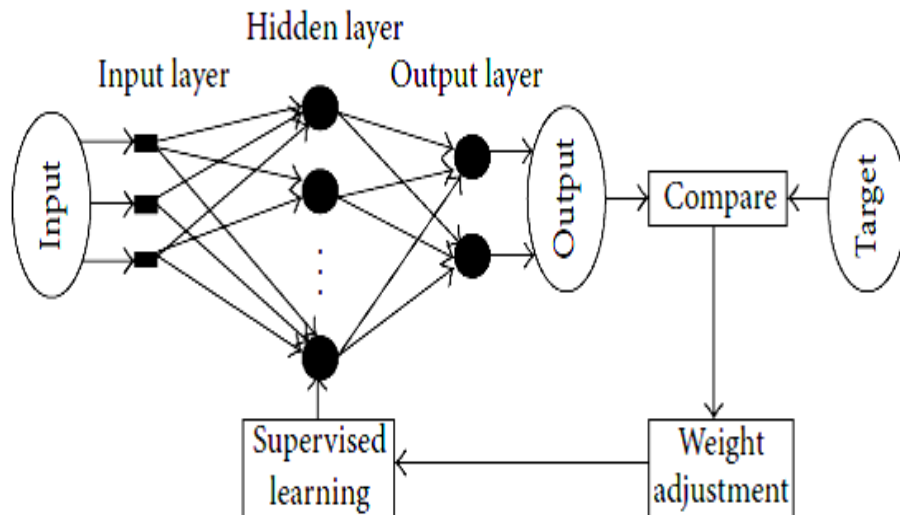 Hidden layer
Input layer
Output layer
Input
Output
Compare
Target
Supervised
learning
Weight
adjustment